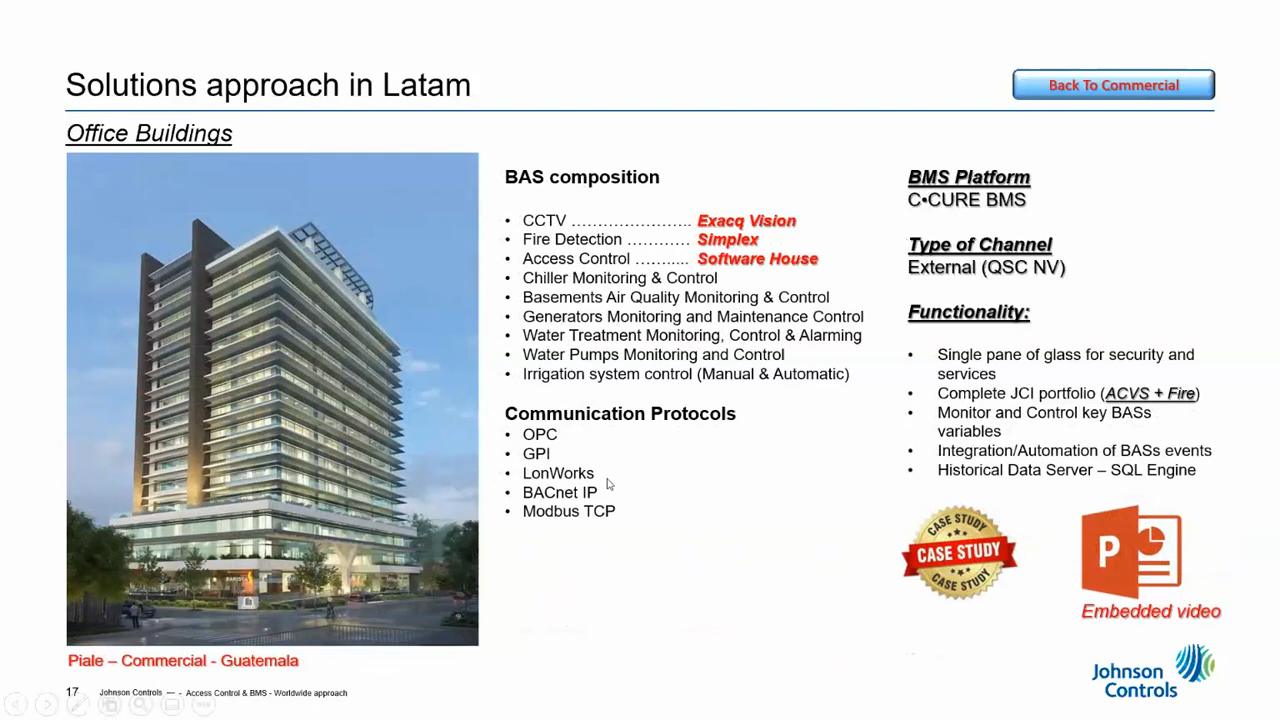 Solutions approach in Latam
Back To Commercial
Office Buildings
BAS composition
• CCTV ………………….. Exacq Vision
• Fire Detection ………… Simplex
• Access Control ……..... Software House
• Chiller Monitoring & Control
• Basements Air Quality Monitoring & Control
• Generators Monitoring and Maintenance Control
• Water Treatment Monitoring, Control & Alarming
• Water Pumps Monitoring and Control
• Irrigation system control (Manual & Automatic)
Communication Protocols
• OPC
• GPI
• LonWorks
• BACnet IP
• Modbus TCP
BMS Platform
C•CURE BMS
Type of Channel
External (QSC NV)
Functionality:
• Single pane of glass for security and
services
• Complete JCI portfolio (ACVS + Fire)
• Monitor and Control key BASs
variables
• Integration/Automation of BASs events
• Historical Data Server – SQL Engine
CASE STUDY
CASE STUDY
CASE STUDY
P
Embedded video
BARISTA
Piale – Commercial - Guatemala
Johnson
Controls
17 Johnson Controls — - Access Control & BMS - Worldwide approach